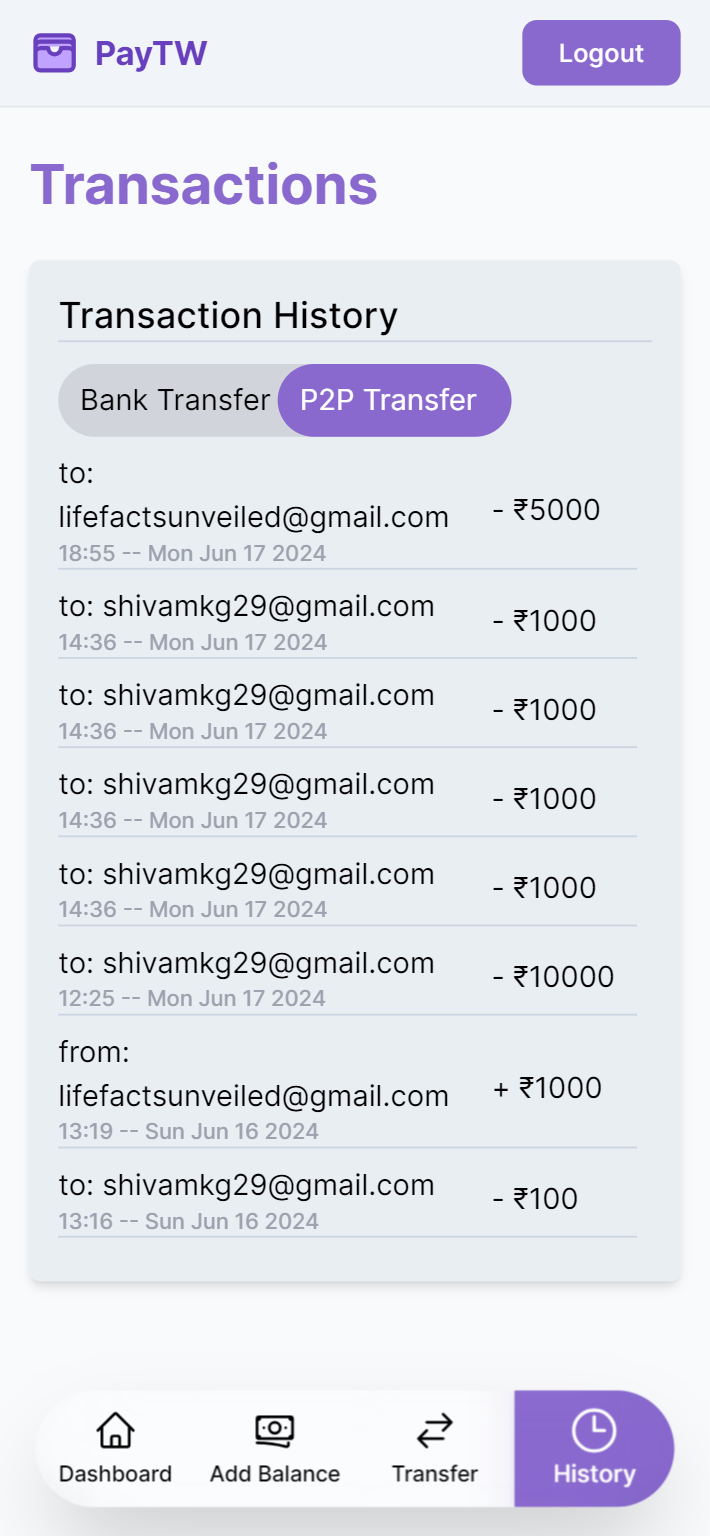 PayTW
Logout
Transactions
Transaction History
Bank Transfer
P2P Transfer
to:
lifefactsunveiled@gmail.com
- ₹5000
18:55 -- Mon Jun 17 2024
to: shivamkg29@gmail.com
- ₹1000
14:36 -- Mon Jun 17 2024
to: shivamkg29@gmail.com
- ₹1000
14:36 -- Mon Jun 17 2024
to: shivamkg29@gmail.com
- ₹1000
14:36 -- Mon Jun 17 2024
to: shivamkg29@gmail.com
- ₹1000
14:36 -- Mon Jun 17 2024
to: shivamkg29@gmail.com
- ₹10000
12:25 -- Mon Jun 17 2024
from:
lifefactsunveiled@gmail.com
+ ₹1000
13:19 -- Sun Jun 16 2024
to: shivamkg29@gmail.com
- ₹100
13:16 -- Sun Jun 16 2024
Dashboard
Add Balance
Transfer
History